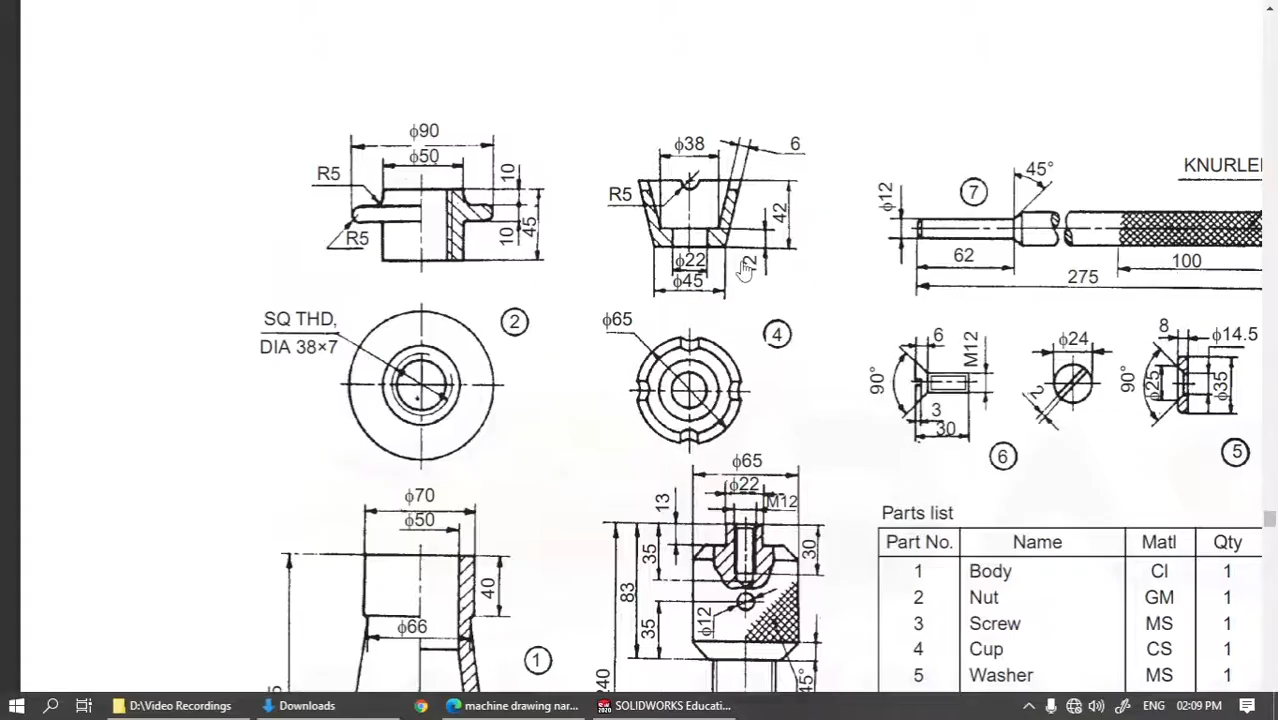 ϕ90
ϕ50
R5
R5
10
10
45
ϕ38
6
R5
42
ϕ22
ϕ45
2
45°
KNURLE
ϕ12
7
62
100
275
SQ THD,
DIA 38×7
2
ϕ65
4
6
M12
90°
3
30
6
ϕ24
2
8
ϕ14.5
90°
ϕ25
ϕ35
5
ϕ70
ϕ50
40
ϕ66
1
ϕ65
ϕ22
M12
13
35
83
35
30
ϕ12
240
45°
Parts list
Part No. Name Matl Qty
1 Body CI 1
2 Nut GM 1
3 Screw MS 1
4 Cup CS 1
5 Washer MS 1
D:\Video Recordings
Downloads
machine drawing nar...
SOLIDWORKS Educati...
ENG
02:09 PM